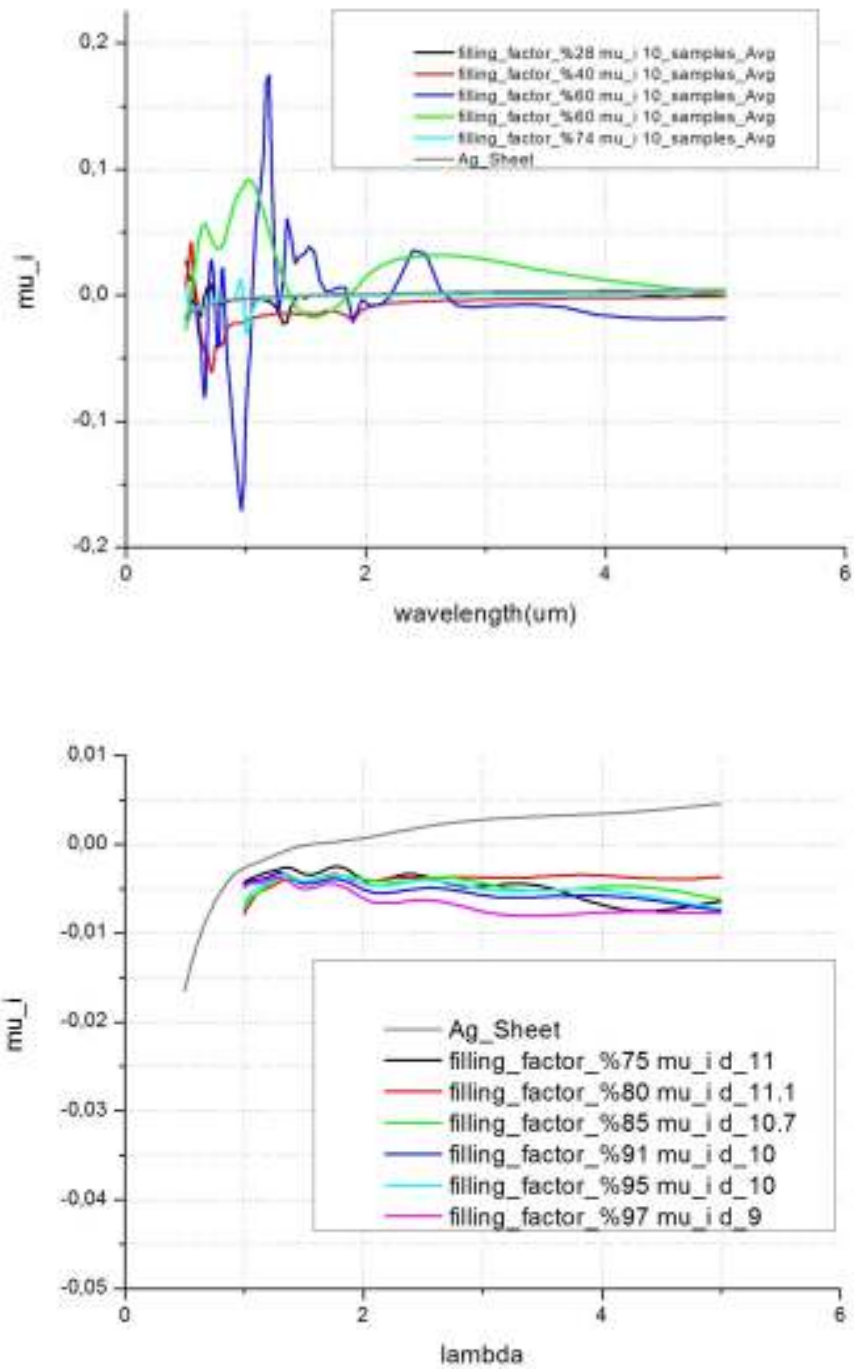 0,2
filling_factor_%28 mu_i 10_samples_Avg
filling_factor_%40 mu_i 10_samples_Avg
filling_factor_%60 mu_i 10_samples_Avg
filling_factor_%60 mu_i 10_samples_Avg
filling_factor_%74 mu_i 10_samples_Avg
Ag_Sheet
0,1
mu_i
0,0
-0,1
-0,2
0 2 4 6
wavelength(um)
0,01
0,00
-0,01
mu_i
-0,02
-0,03
-0,04
-0,05
Ag_Sheet
filling_factor_%75 mu_i d_11
filling_factor_%80 mu_i d_11.1
filling_factor_%85 mu_i d_10.7
filling_factor_%91 mu_i d_10
filling_factor_%95 mu_i d_10
filling_factor_%97 mu_i d_9
0 2 4 6
lambda